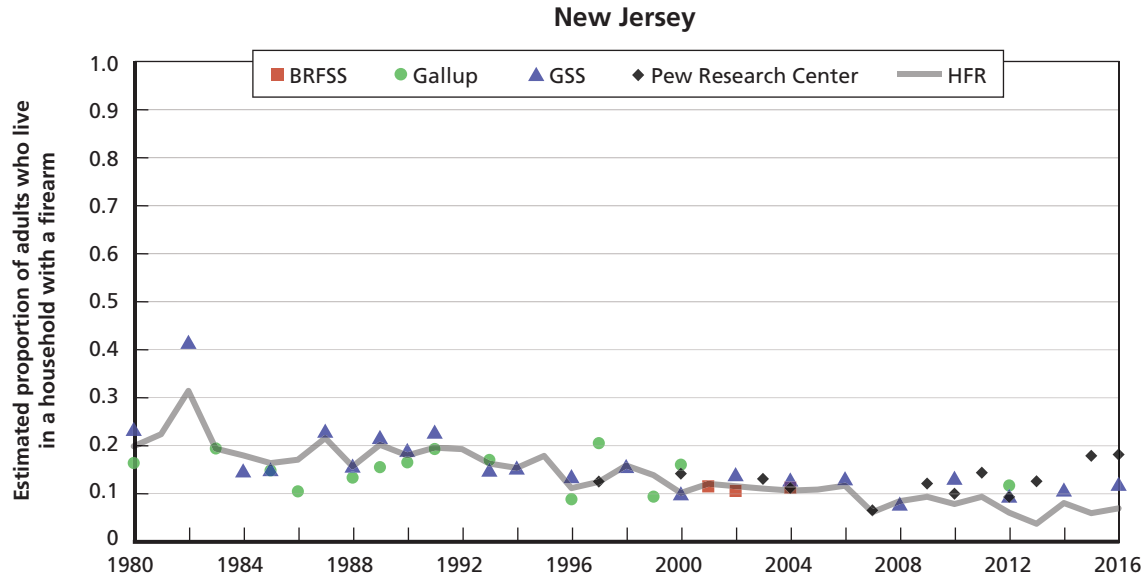 New Jersey
BRFSS Gallup GSS Pew Research Center HFR
Estimated proportion of adults who live
in a household with a firearm
1.0
0.9
0.8
0.7
0.6
0.5
0.4
0.3
0.2
0.1
0
1980 1984 1988 1992 1996 2000 2004 2008 2012 2016